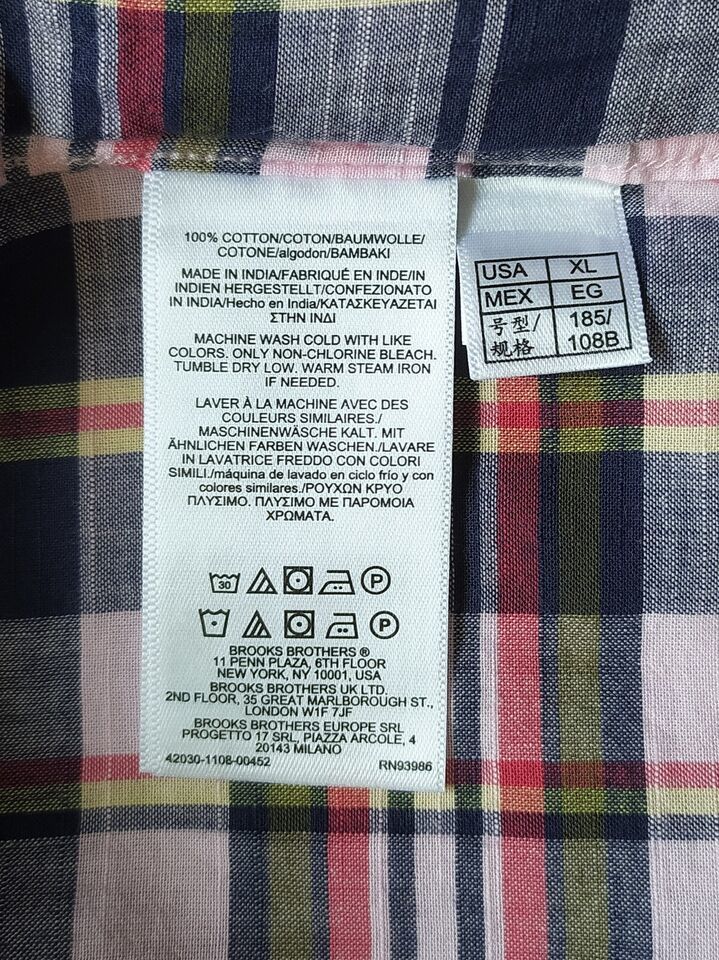 100% COTTON/COTON/BAUMWOLLE/
COTONE/algodon/BAMBAKI
MADE IN INDIA/FABRIQUÉ EN INDE/IN
INDIEN HERGESTELLT/CONFEZIONATO
IN INDIA/Hecho en India/ΚΑΤΑΣΚΕΥΑΖΕΤΑΙ
ΣΤΗΝ ΙΝΔΙ
MACHINE WASH COLD WITH LIKE
COLORS. ONLY NON-CHLORINE BLEACH.
TUMBLE DRY LOW. WARM STEAM IRON
IF NEEDED.
LAVER À LA MACHINE AVEC DES
COULEURS SIMILAIRES./
MASCHINENWÄSCHE KALT. MIT
ÄHNLICHEN FARBEN WASCHEN./LAVARE
IN LAVATRICE FREDDO CON COLORI
SIMILI./máquina de lavado en ciclo frío y con
colores similares./ΡΟΥΧΩΝ ΚΡΥΟ
ΠΛΥΣΙΜΟ. ΠΛΥΣΙΜΟ ΜΕ ΠΑΡΟΜΟΙΑ
ΧΡΩΜΑΤΑ.
30 P
P
BROOKS BROTHERS ®
11 PENN PLAZA, 6TH FLOOR
NEW YORK, NY 10001, USA
BROOKS BROTHERS UK LTD.
2ND FLOOR, 35 GREAT MARLBOROUGH ST.,
LONDON W1F 7JF
BROOKS BROTHERS EUROPE SRL
PROGETTO 17 SRL, PIAZZA ARCOLE, 4
20143 MILANO
42030-1108-00452 RN93986
USA XL
MEX EG
号型/ 185/
规格 108B